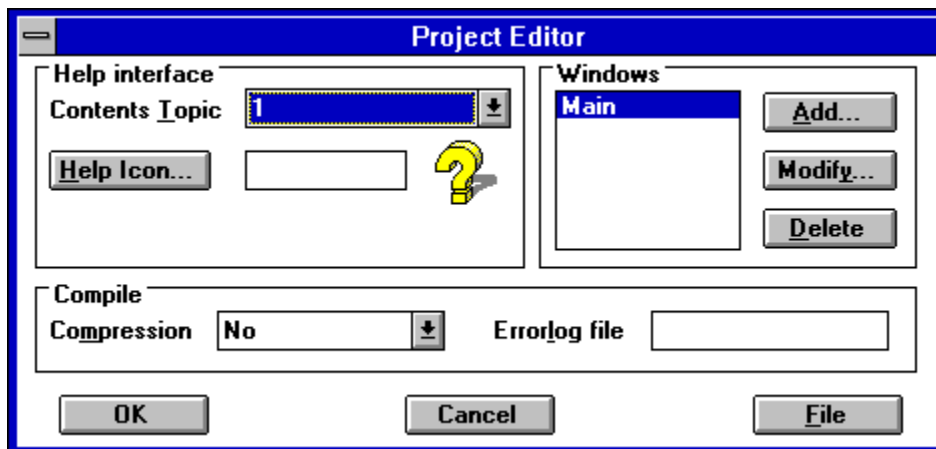 Project Editor
Help interface
Contents Topic
1
Help Icon...
Windows
Main
Add...
Modify...
Delete
Compile
Compression
No
Errorlog file
OK
Cancel
File